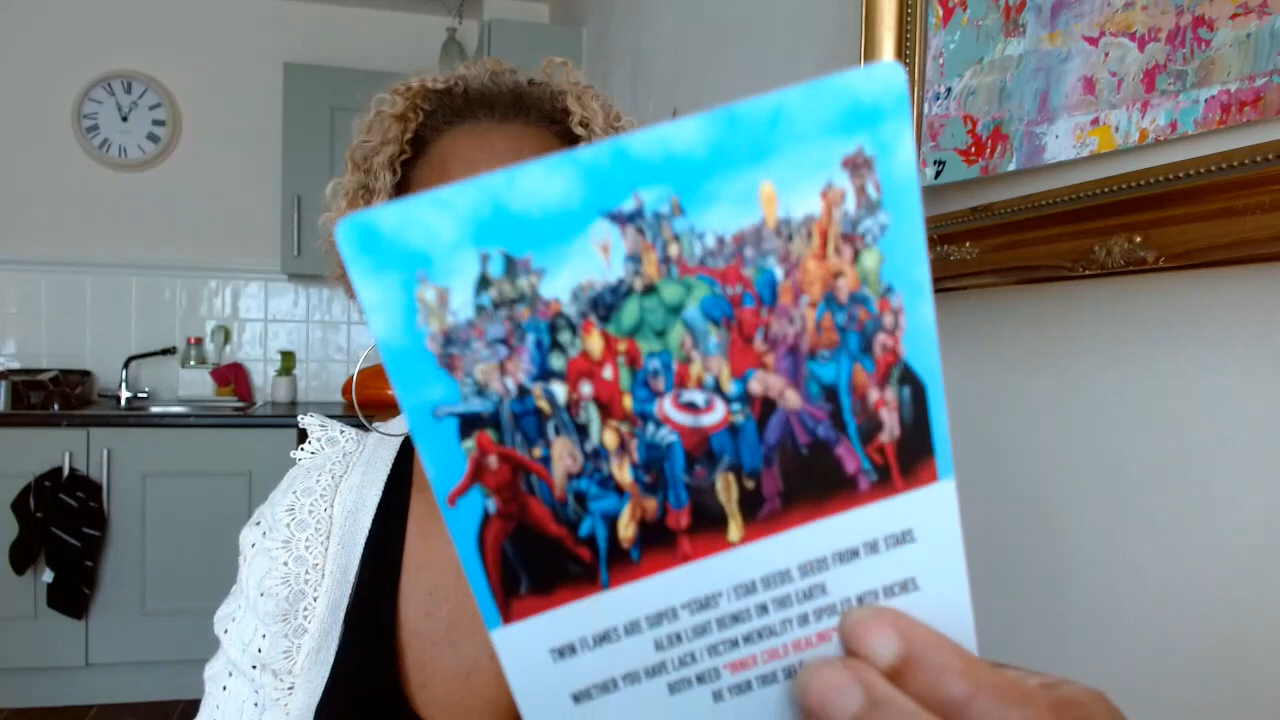 TWIN FLAMES ARE SUPER "STARS" / STAR SEEDS. SEEDS FROM THE STARS.
ALIEN LIGHT BEINGS ON THIS EARTH.
WHETHER YOU HAVE LACK / VICTIM MENTALITY OR SPOILED WITH RICHES.
BOTH NEED "INNER CHILD HEALING"
BE YOUR TRUE